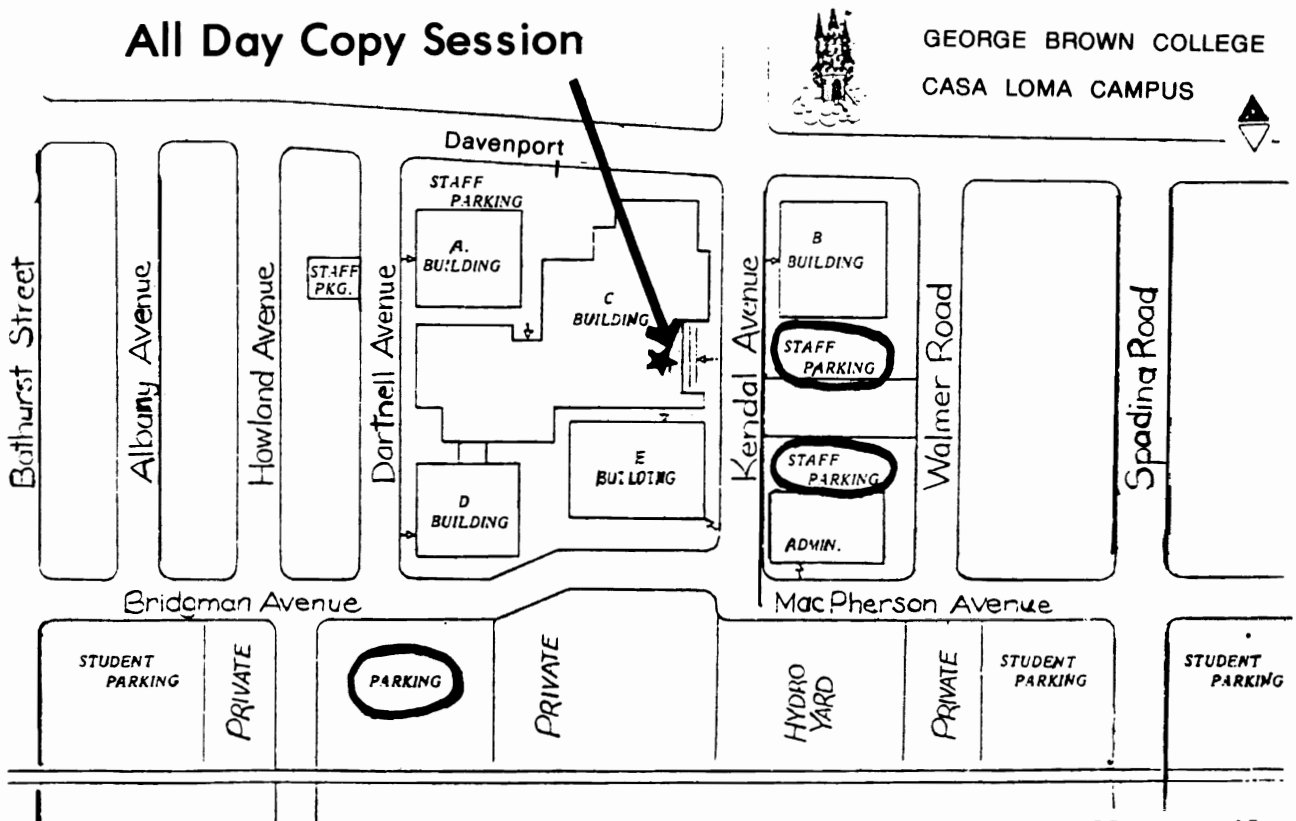 All Day Copy Session
GEORGE BROWN COLLEGE
CASA LOMA CAMPUS
Davenport
STAFF
PARKING
A.
BUILDING
STAFF
PKG.
C
BUILDING
B
BUILDING
STAFF
PARKING
STAFF
PARKING
E
BUILDING
D
BUILDING
ADMIN.
Bathurst Street
Albany Avenue
Howland Avenue
Dartnell Avenue
Kendal Avenue
Walmer Road
Spadina Road
Bridgman Avenue
MacPherson Avenue
STUDENT
PARKING
PRIVATE
PARKING
PRIVATE
HYDRO
YARD
PRIVATE
STUDENT
PARKING
STUDENT
PARKING